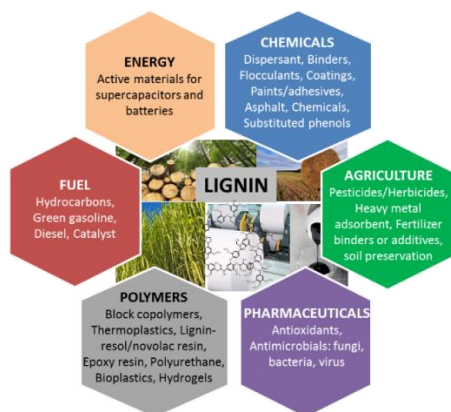 ENERGY
Active materials for
supercapacitors and
batteries
CHEMICALS
Dispersant, Binders,
Flocculants, Coatings,
Paints/adhesives,
Asphalt, Chemicals,
Substituted phenols
FUEL
Hydrocarbons,
Green gasoline,
Diesel, Catalyst
LIGNIN
AGRICULTURE
Pesticides/Herbicides,
Heavy metal
adsorbent, Fertilizer
binders or additives,
soil preservation
POLYMERS
Block copolymers,
Thermoplastics, Lignin-
resol/novolac resin,
Epoxy resin, Polyurethane,
Bioplastics, Hydrogels
PHARMACEUTICALS
Antioxidants,
Antimicrobials: fungi,
bacteria, virus